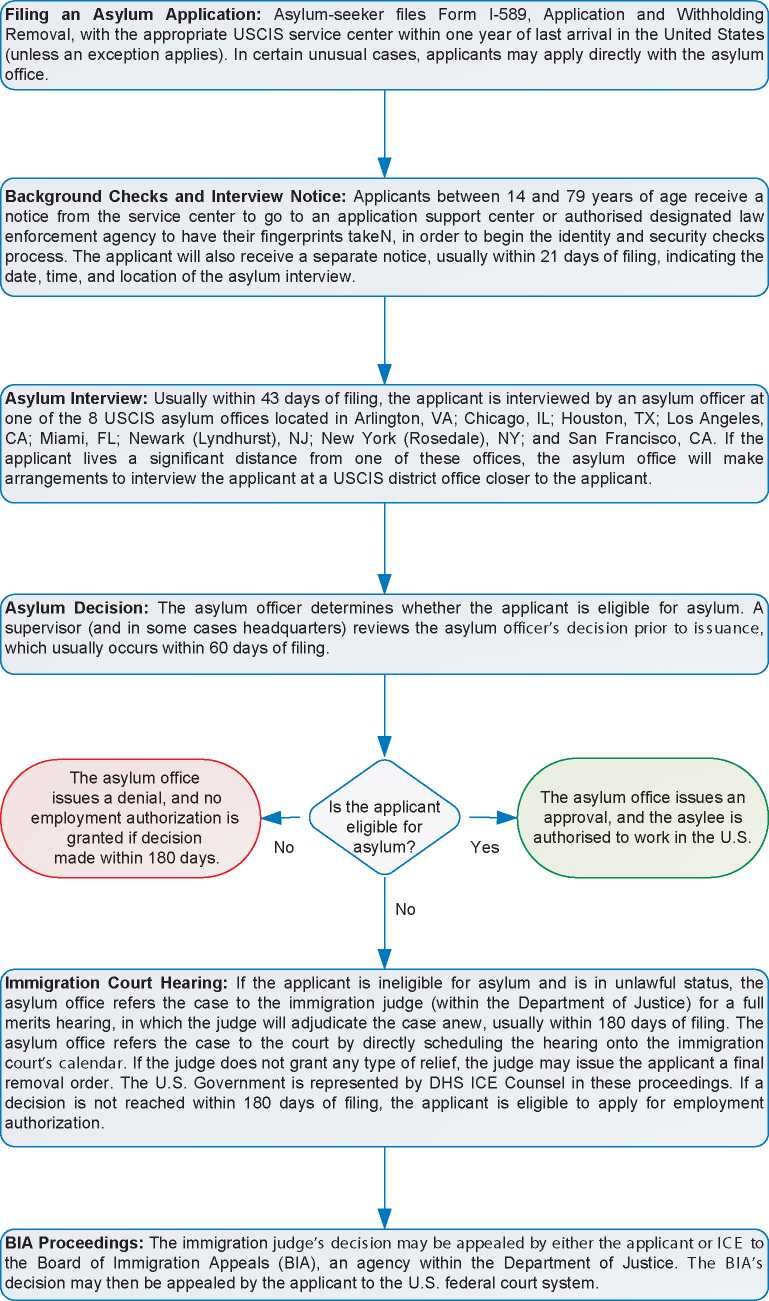 Filing an Asylum Application: Asylum-seeker files Form I-589, Application and Withholding
Removal, with the appropriate USCIS service center within one year of last arrival in the United States
(unless an exception applies). In certain unusual cases, applicants may apply directly with the asylum
office.
Background Checks and Interview Notice: Applicants between 14 and 79 years of age receive a
notice from the service center to go to an application support center or authorised designated law
enforcement agency to have their fingerprints takeN, in order to begin the identity and security checks
process. The applicant will also receive a separate notice, usually within 21 days of filing, indicating the
date, time, and location of the asylum interview.
Asylum Interview: Usually within 43 days of filing, the applicant is interviewed by an asylum officer at
one of the 8 USCIS asylum offices located in Arlington, VA; Chicago, IL; Houston, TX; Los Angeles,
CA; Miami, FL; Newark (Lyndhurst), NJ; New York (Rosedale), NY; and San Francisco, CA. If the
applicant lives a significant distance from one of these offices, the asylum office will make
arrangements to interview the applicant at a USCIS district office closer to the applicant.
Asylum Decision: The asylum officer determines whether the applicant is eligible for asylum. A
supervisor (and in some cases headquarters) reviews the asylum officer's decision prior to issuance,
which usually occurs within 60 days of filing.
The asylum office
issues a denial, and no
employment authorization is
granted if decision
made within 180 days.
No
Is the applicant
eligible for
asylum?
Yes
The asylum office issues an
approval, and the asylee is
authorised to work in the U.S.
No
Immigration Court Hearing: If the applicant is ineligible for asylum and is in unlawful status, the
asylum office refers the case to the immigration judge (within the Department of Justice) for a full
merits hearing, in which the judge will adjudicate the case anew, usually within 180 days of filing. The
asylum office refers the case to the court by directly scheduling the hearing onto the immigration
court's calendar. If the judge does not grant any type of relief, the judge may issue the applicant a final
removal order. The U.S. Government is represented by DHS ICE Counsel in these proceedings. If a
decision is not reached within 180 days of filing, the applicant is eligible to apply for employment
authorization.
BIA Proceedings: The immigration judge's decision may be appealed by either the applicant or ICE to
the Board of Immigration Appeals (BIA), an agency within the Department of Justice. The BIA's
decision may then be appealed by the applicant to the U.S. federal court system.